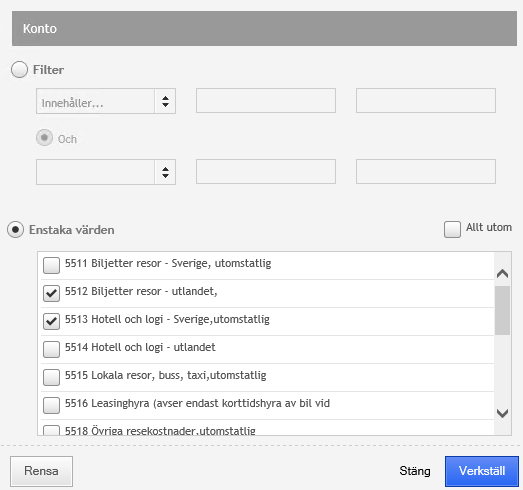 Konto
Filter
Innehåller...
Och
Enstaka värden
Allt utom
5511 Biljetter resor - Sverige, utomstatlig
5512 Biljetter resor - utlandet,
5513 Hotell och logi - Sverige,utomstatlig
5514 Hotell och logi - utlandet
5515 Lokala resor, buss, taxi,utomstatlig
5516 Leasinghyra (avser endast korttidshyra av bil vid
5518 Övriga resekostnader,utomstatlig
Rensa
Stäng
Verkställ